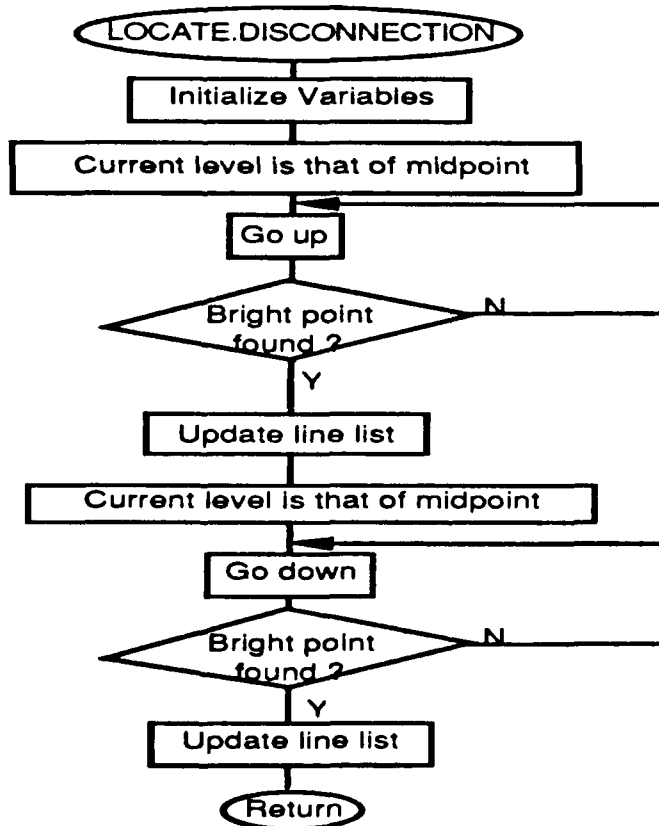 LOCATE.DISCONNECTION
Initialize Variables
Current level is that of midpoint
Go up
Bright point
found ?
N
Y
Update line list
Current level is that of midpoint
Go down
Bright point
found ?
N
Y
Update line list
Return